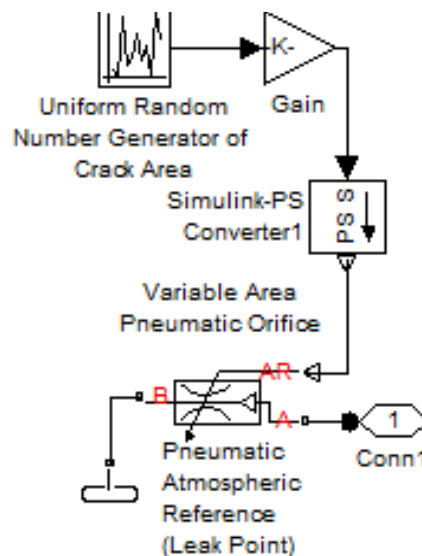 K-
Uniform Random
Number Generator of
Crack Area
Gain
Simulink-PS
Converter1
PS S
Variable Area
Pneumatic Orifice
AR
B
A
1
Conn1
Pneumatic
Atmospheric
Reference
(Leak Point)